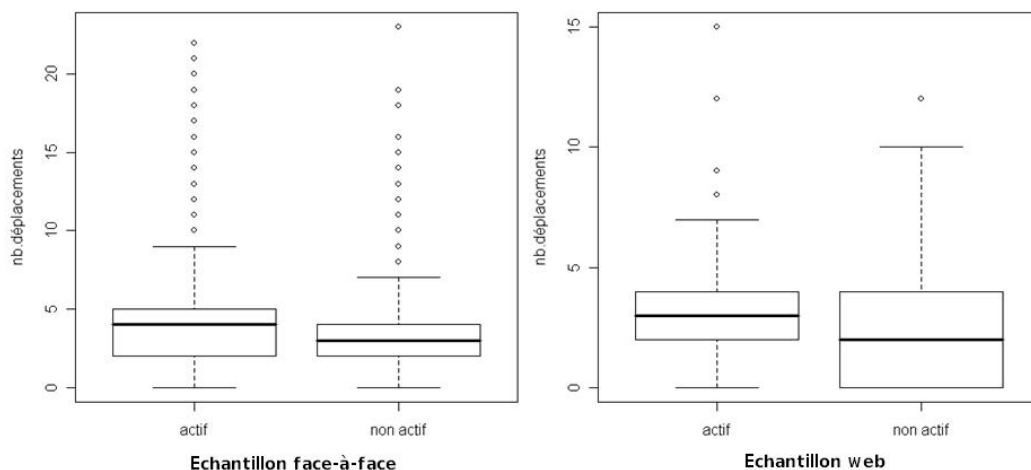 nb.déplacements
20
15
10
5
0
actif
non actif
Echantillon face-à-face
nb.déplacements
15
10
5
0
actif
non actif
Echantillon web